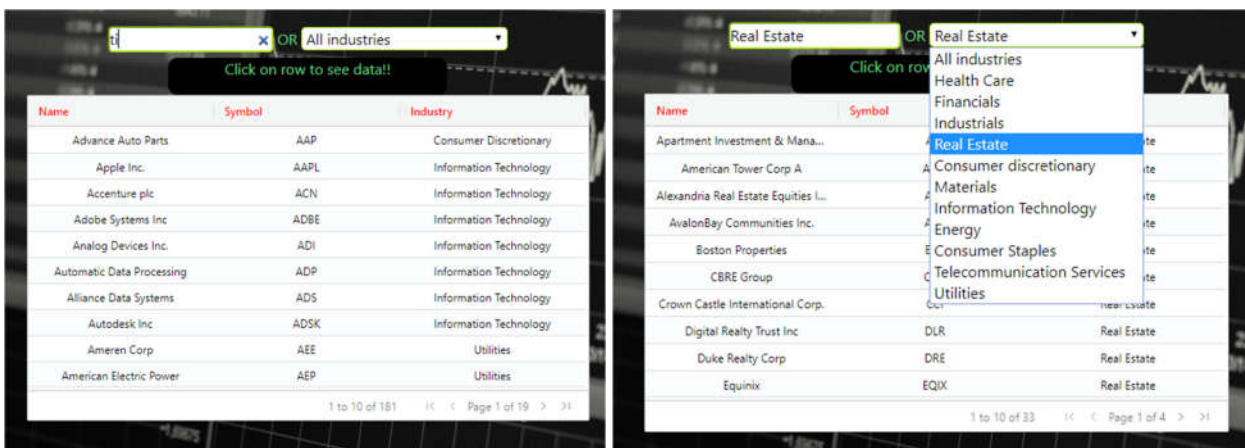 ti × OR All industries
Click on row to see data!!
Name Symbol Industry
Advance Auto Parts AAP Consumer Discretionary
Apple Inc. AAPL Information Technology
Accenture plc ACN Information Technology
Adobe Systems Inc ADBE Information Technology
Analog Devices Inc. ADI Information Technology
Automatic Data Processing ADP Information Technology
Alliance Data Systems ADS Information Technology
Autodesk Inc ADSK Information Technology
Ameren Corp AEE Utilities
American Electric Power AEP Utilities
1 to 10 of 181 Page 1 of 19
Real Estate OR Real Estate
All industries
Health Care
Financials
Industrials
Real Estate
Consumer discretionary
Materials
Information Technology
Energy
Consumer Staples
Telecommunication Services
Utilities
Click on row
Name Symbol
Apartment Investment & Mana...
American Tower Corp A
Alexandria Real Estate Equities I...
AvalonBay Communities Inc.
Boston Properties
CBRE Group
Crown Castle International Corp. CCI Real Estate
Digital Realty Trust Inc DLR Real Estate
Duke Realty Corp DRE Real Estate
Equinix EQIX Real Estate
1 to 10 of 33 Page 1 of 4